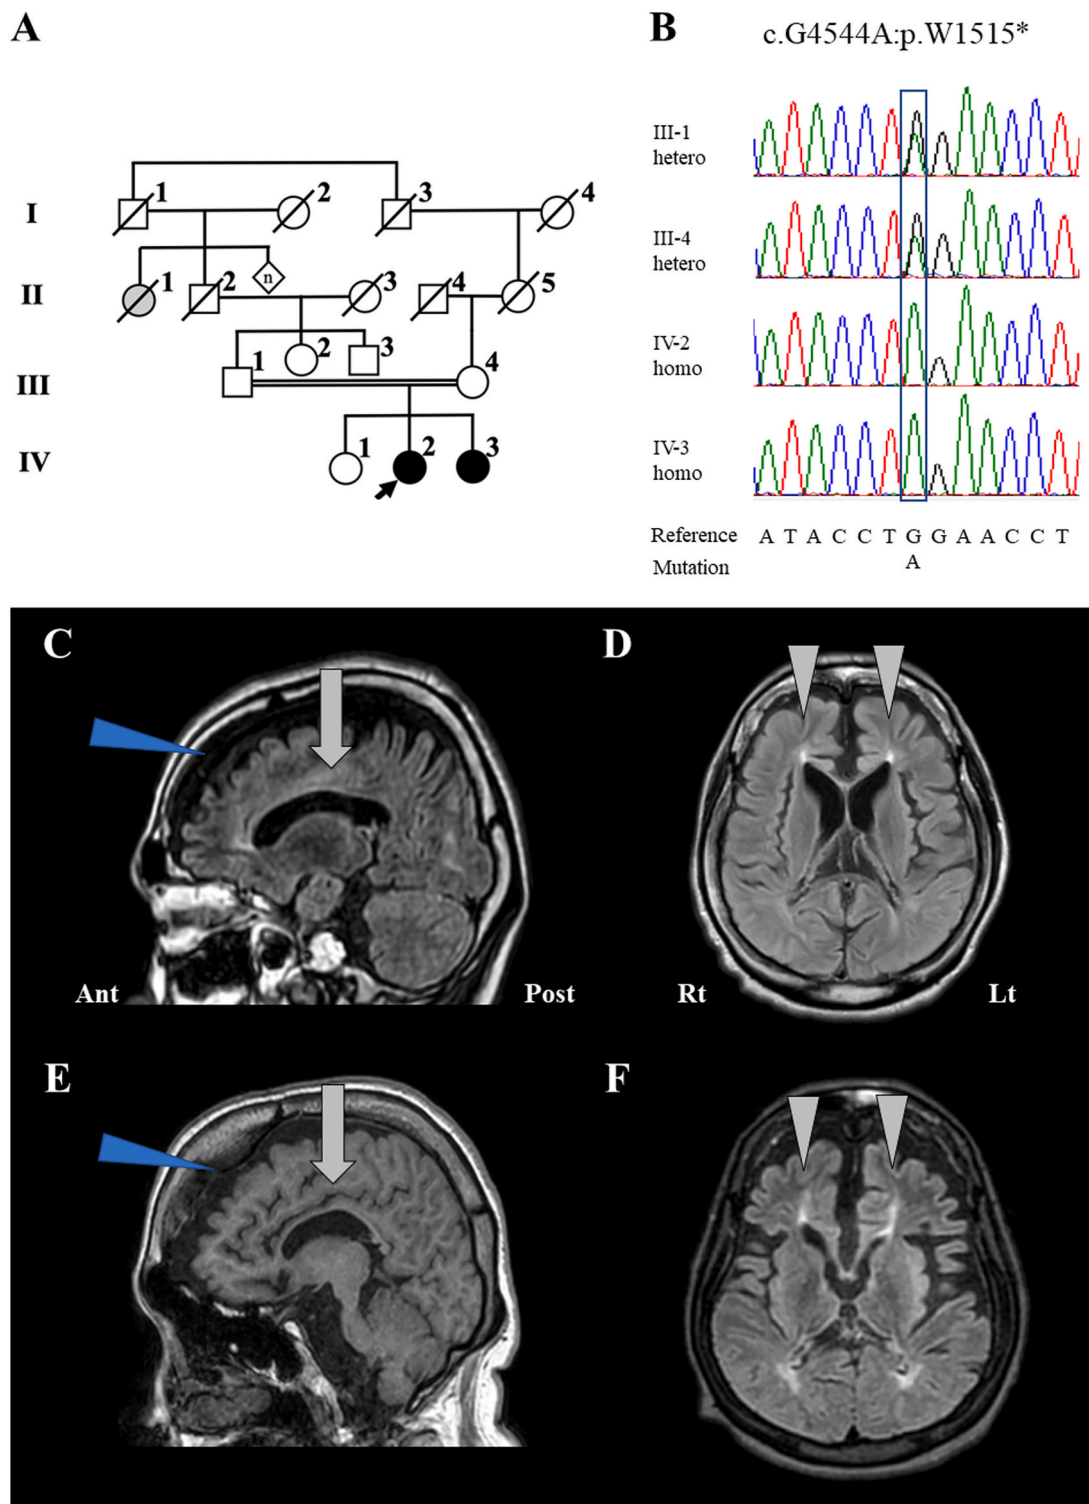 A
I
1
2
3
4
II
1
n
2
3
4
5
III
1
2
3
4
IV
1
2
3
B
c.G4544A:p.W1515*
III-1
hetero
III-4
hetero
IV-2
homo
IV-3
homo
Reference A T A C C T G G A A C C T
Mutation A
C
Ant
Post
D
Rt
Lt
E
F